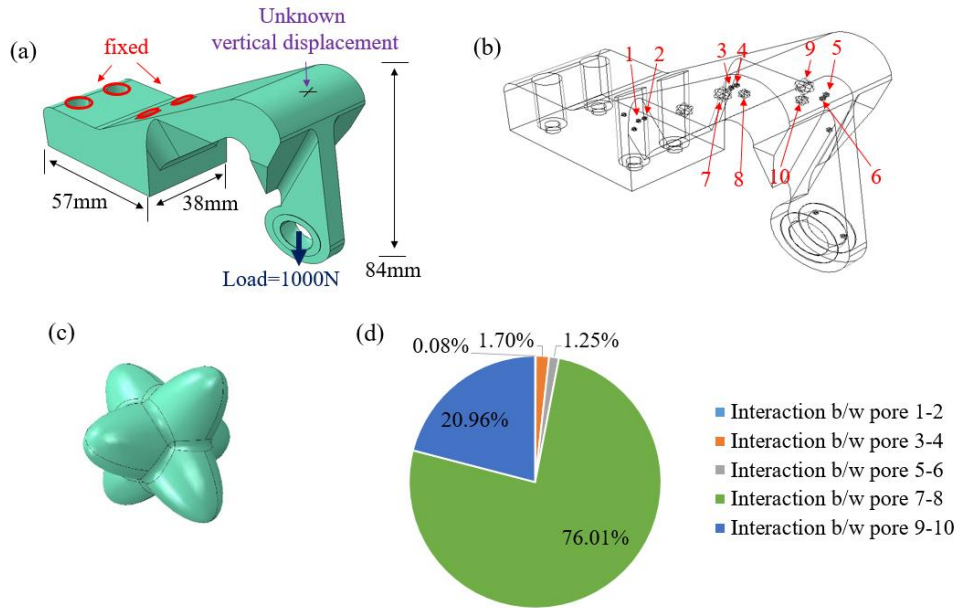 (a)
Unknown
vertical displacement
fixed
57mm
38mm
84mm
Load=1000N
(b)
1
2
3
4
9
5
7
8
10
6
(c)
(d)
0.08%
1.70%
1.25%
20.96%
76.01%
Interaction b/w pore 1-2
Interaction b/w pore 3-4
Interaction b/w pore 5-6
Interaction b/w pore 7-8
Interaction b/w pore 9-10